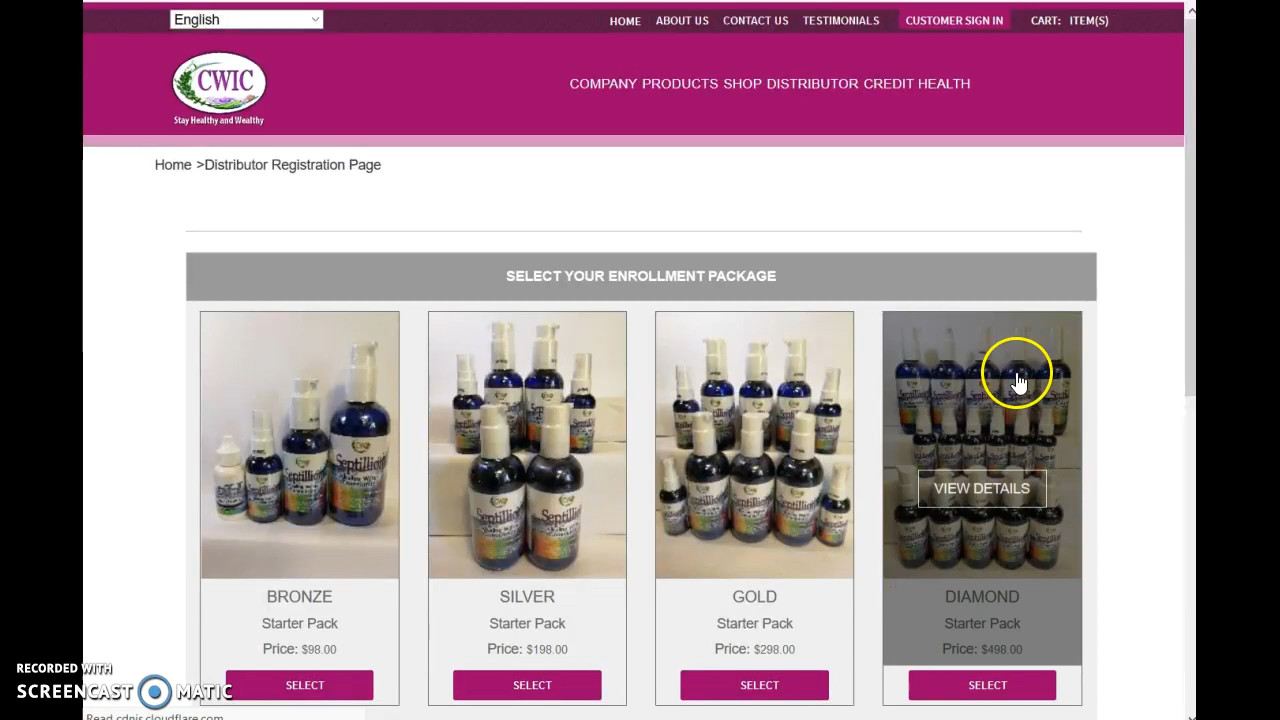 English
HOME ABOUT US CONTACT US TESTIMONIALS CUSTOMER SIGN IN CART: ITEM(S)
CWIC
Stay Healthy and Wealthy
COMPANY PRODUCTS SHOP DISTRIBUTOR CREDIT HEALTH
Home >Distributor Registration Page
SELECT YOUR ENROLLMENT PACKAGE
VIEW DETAILS
BRONZE SILVER GOLD DIAMOND
Starter Pack Starter Pack Starter Pack Starter Pack
Price: $98.00 Price: $198.00 Price: $298.00 Price: $498.00
SELECT SELECT SELECT SELECT
RECORDED WITH
SCREENCAST MATIC
Read cdnjs.cloudflare.com